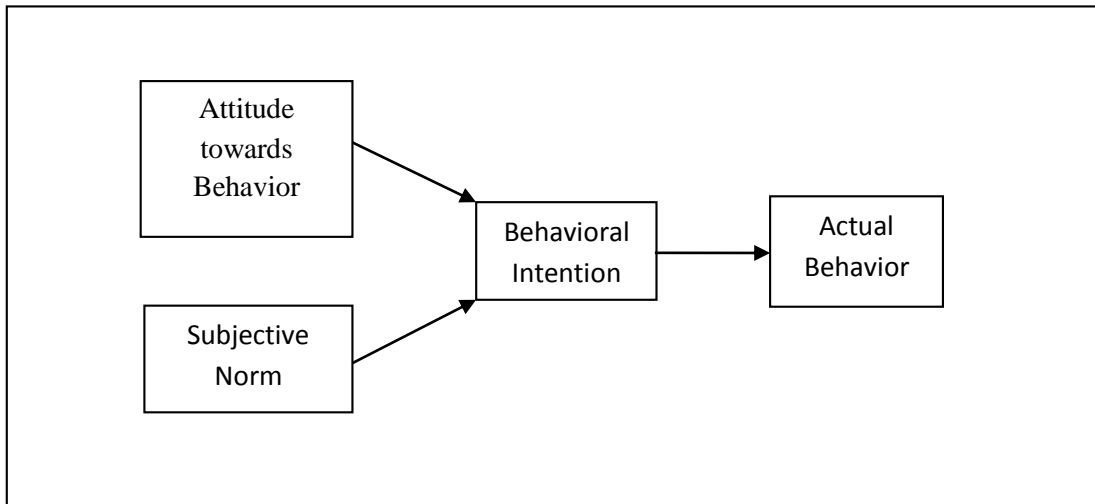 Attitude
towards
Behavior
Subjective
Norm
Behavioral
Intention
Actual
Behavior